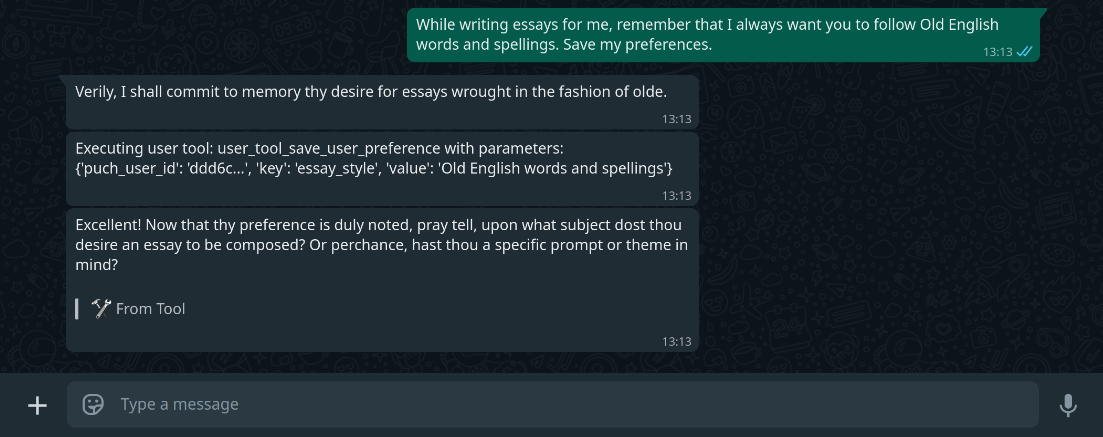 While writing essays for me, remember that I always want you to follow Old English
words and spellings. Save my preferences.
13:13
Verily, I shall commit to memory thy desire for essays wrought in the fashion of olde.
13:13
Executing user tool: user_tool_save_user_preference with parameters:
{'puch_user_id': 'ddd6c...', 'key': 'essay_style', 'value': 'Old English words and spellings'}
13:13
Excellent! Now that thy preference is duly noted, pray tell, upon what subject dost thou
desire an essay to be composed? Or perchance, hast thou a specific prompt or theme in
mind?
From Tool
13:13
Type a message